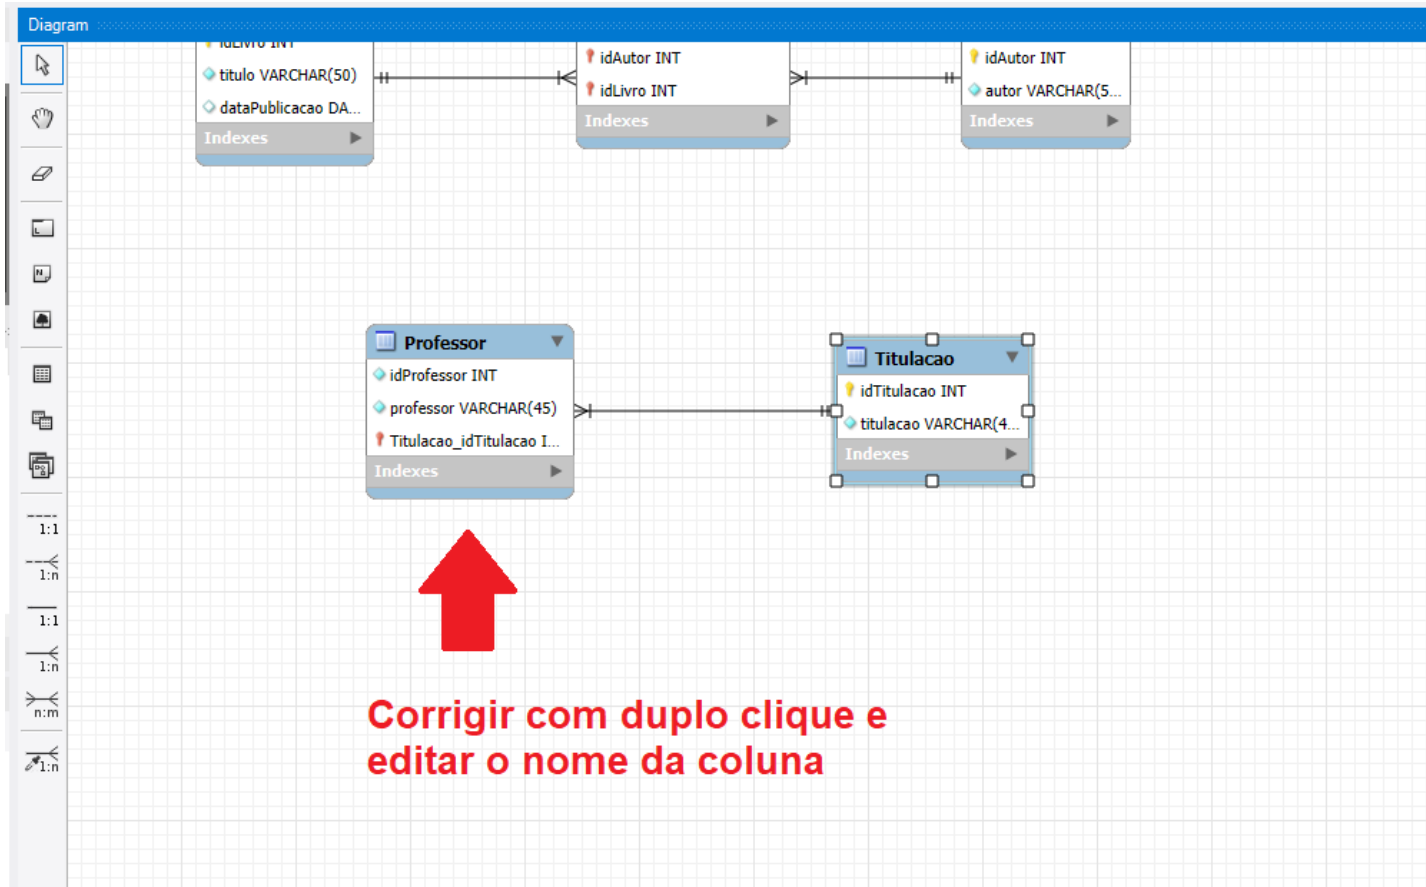 Diagram
idLivro INT
titulo VARCHAR(50)
dataPublicacao DA...
Indexes
idAutor INT
idLivro INT
Indexes
idAutor INT
autor VARCHAR(5...
Indexes
Professor
idProfessor INT
professor VARCHAR(45)
Titulacao_idTitulacao I...
Indexes
Titulacao
idTitulacao INT
titulacao VARCHAR(4...
Indexes
1:1
1:n
1:1
1:n
n:m
1:n
Corrigir com duplo clique e
editar o nome da coluna